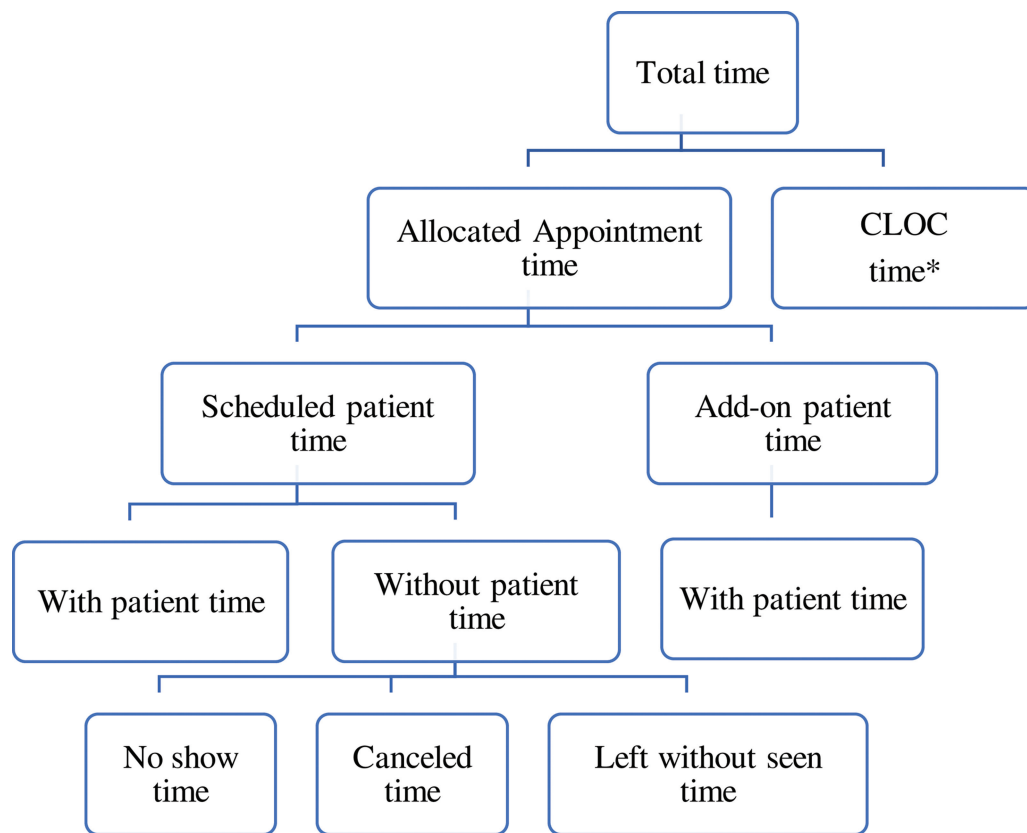 Total time
Allocated Appointment
time
CLOC
time*
Scheduled patient
time
Add-on patient
time
With patient time
Without patient
time
With patient time
No show
time
Canceled
time
Left without seen
time